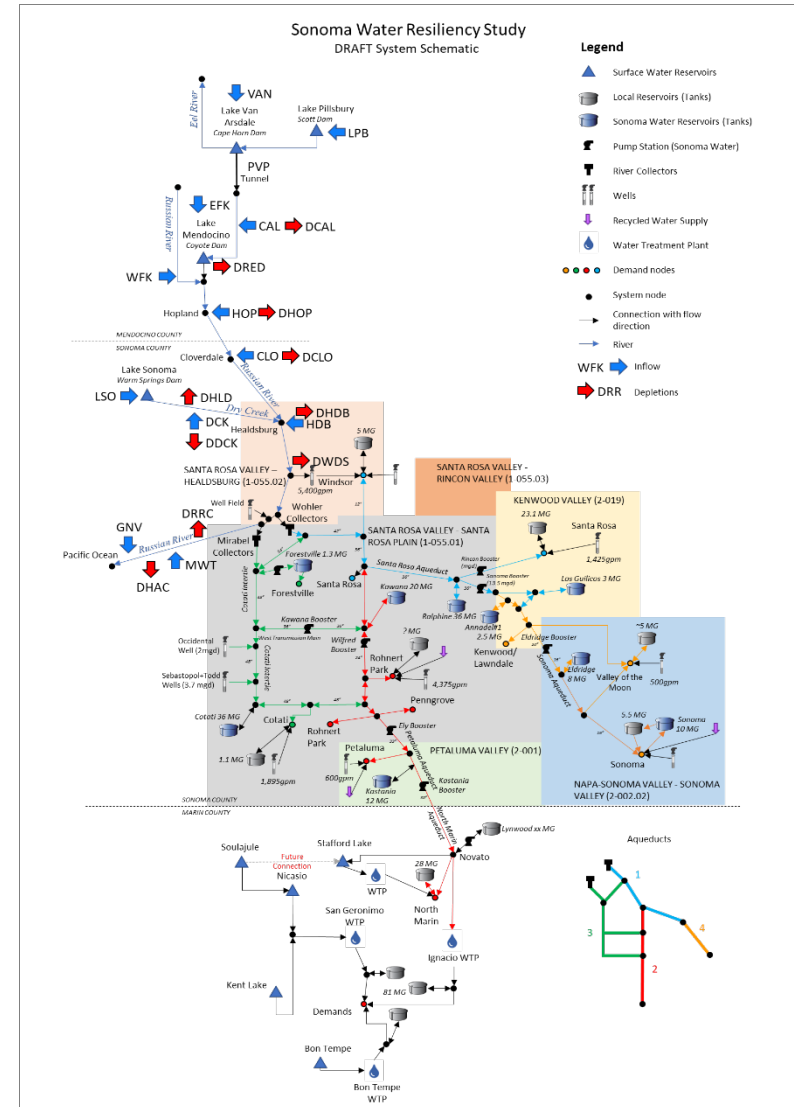 Sonoma Water Resiliency Study
DRAFT System Schematic
Legend
Surface Water Reservoirs
Local Reservoirs (Tanks)
Sonoma Water Reservoirs (Tanks)
Pump Station (Sonoma Water)
River Collectors
Wells
Recycled Water Supply
Water Treatment Plant
Demand nodes
System node
Connection with flow
direction
River
WFK Inflow
DRR Depletions
VAN
Eel River
Lake Van
Arsdale
Cape Horn Dam
Lake Pillsbury
Scott Dam
LPB
PVP
Tunnel
EFK
Russian River
Lake
Mendocino
Coyote Dam
CAL DCAL
DRED
WFK
Hopland
HOP DHOP
MENDOCINO COUNTY
SONOMA COUNTY
Cloverdale
CLO DCLO
Lake Sonoma
Warm Springs Dam
Russian River
LSO
DHLD
Dry Creek
DHDB
DCK
Healdsburg
HDB
DDCK
5 MG
DWDS
SANTA ROSA VALLEY –
HEALDSBURG (1-055.02)
Windsor
5,400gpm
SANTA ROSA VALLEY -
RINCON VALLEY (1-055.03)
KENWOOD VALLEY (2-019)
Well Field
Wohler
Collectors
DRRC
GNV
Russian River
Mirabel
Collectors
SANTA ROSA VALLEY - SANTA
ROSA PLAIN (1-055.01)
23.1 MG
Santa Rosa
1,425gpm
Pacific Ocean
MWT
DHAC
Forestville 1.3 MG
Forestville
Santa Rosa
Santa Rosa Aqueduct
Rincon Booster
(mgd)
Sonoma Booster
(13.5 mgd)
Los Guilicos 3 MG
Cotati Intertie
Kawana 20 MG
Ralphine 36 MG
Annadel#1
2.5 MG
Kawana Booster
West Transmission Main
Wilfred
Booster
Kenwood/
Lawndale
Eldridge Booster
~5 MG
Occidental
Well (2mgd)
Cotati Intertie
? MG
Rohnert
Park
4,375gpm
Eldridge
8 MG
Valley of the
Moon
500gpm
Sebastopol+Todd
Wells (3.7 mgd)
Sonoma Aqueduct
Cotati 36 MG
Cotati
Penngrove
Rohnert
Park
Ely Booster
5.5 MG
Sonoma
10 MG
1.1 MG
1,895gpm
Petaluma
600gpm
Petaluma Aqueduct
PETALUMA VALLEY (2-001)
Sonoma
Kastania
12 MG
Kastania
Booster
NAPA-SONOMA VALLEY - SONOMA
VALLEY (2-002.02)
SONOMA COUNTY
MARIN COUNTY
North Marin
Aqueduct
Lynwood xx MG
Soulajule
Future
Connection
Stafford Lake
Novato
Nicasio
WTP
28 MG
North
Marin
San Geronimo
WTP
Ignacio WTP
Kent Lake
81 MG
Demands
Bon Tempe
Bon Tempe
WTP
Aqueducts
1
2
3
4